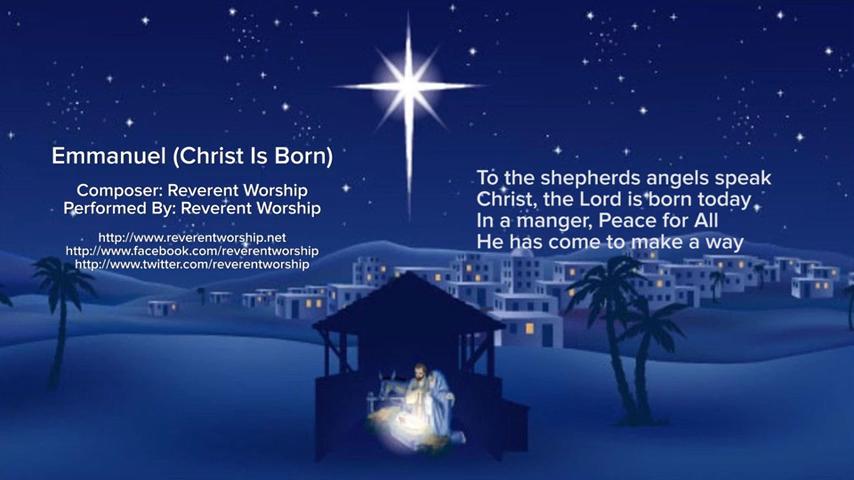 Emmanuel (Christ Is Born)
Composer: Reverent Worship
Performed By: Reverent Worship
http://www.reverentworship.net
http://www.facebook.com/reverentworship
http://www.twitter.com/reverentworship
To the shepherds angels speak
Christ, the Lord is born today
In a manger, Peace for All
He has come to make a way